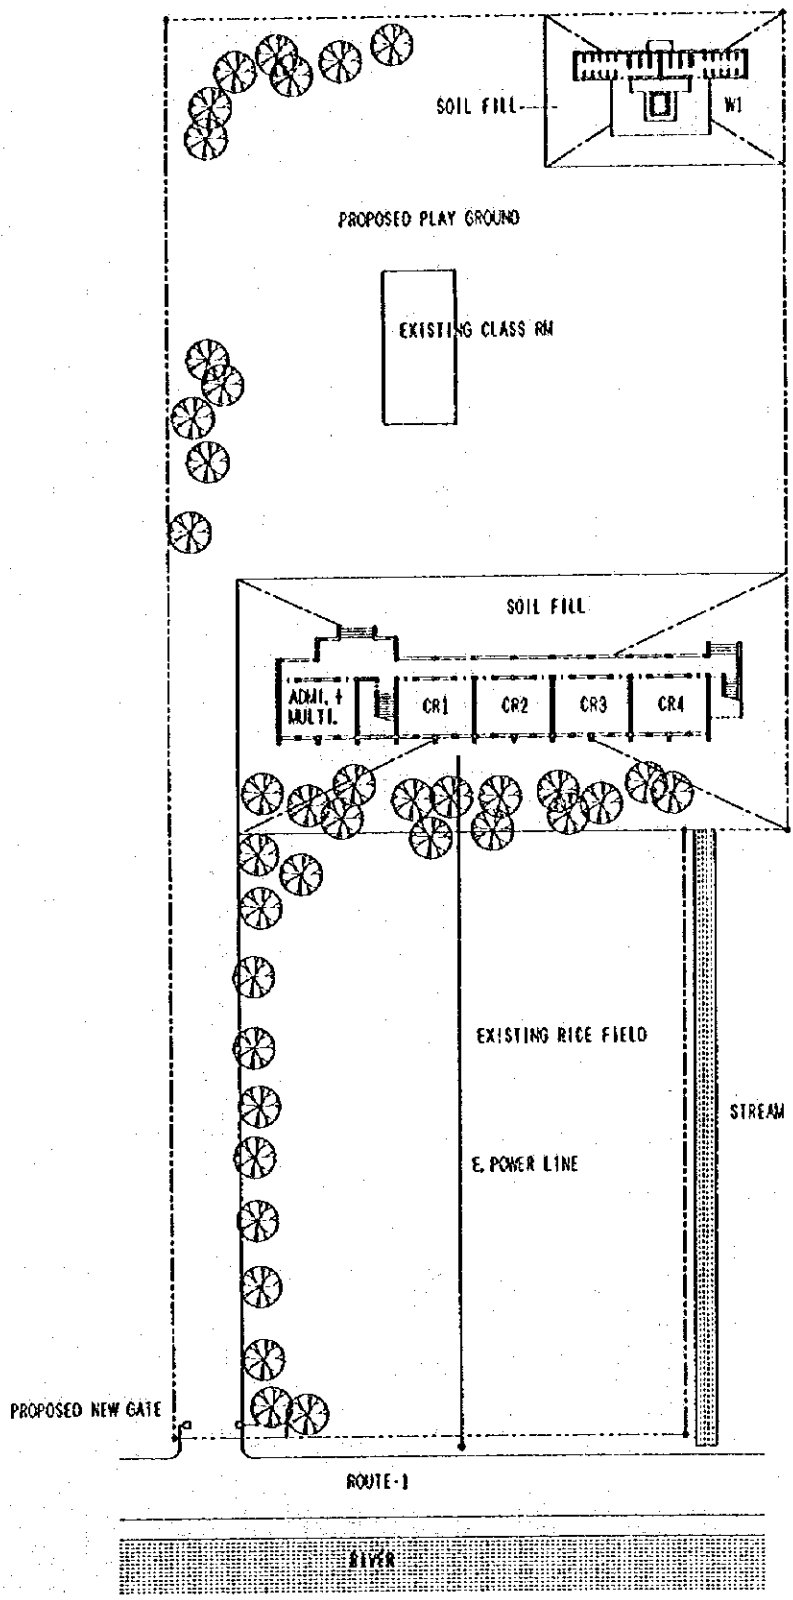 SOIL FILL
W1
PROPOSED PLAY GROUND
EXISTING CLASS RM
SOIL FILL
ADMI. +
MULTI.
CR1
CR2
CR3
CR4
EXISTING RICE FIELD
STREAM
E. POWER LINE
PROPOSED NEW GATE
ROUTE-1
RIVER